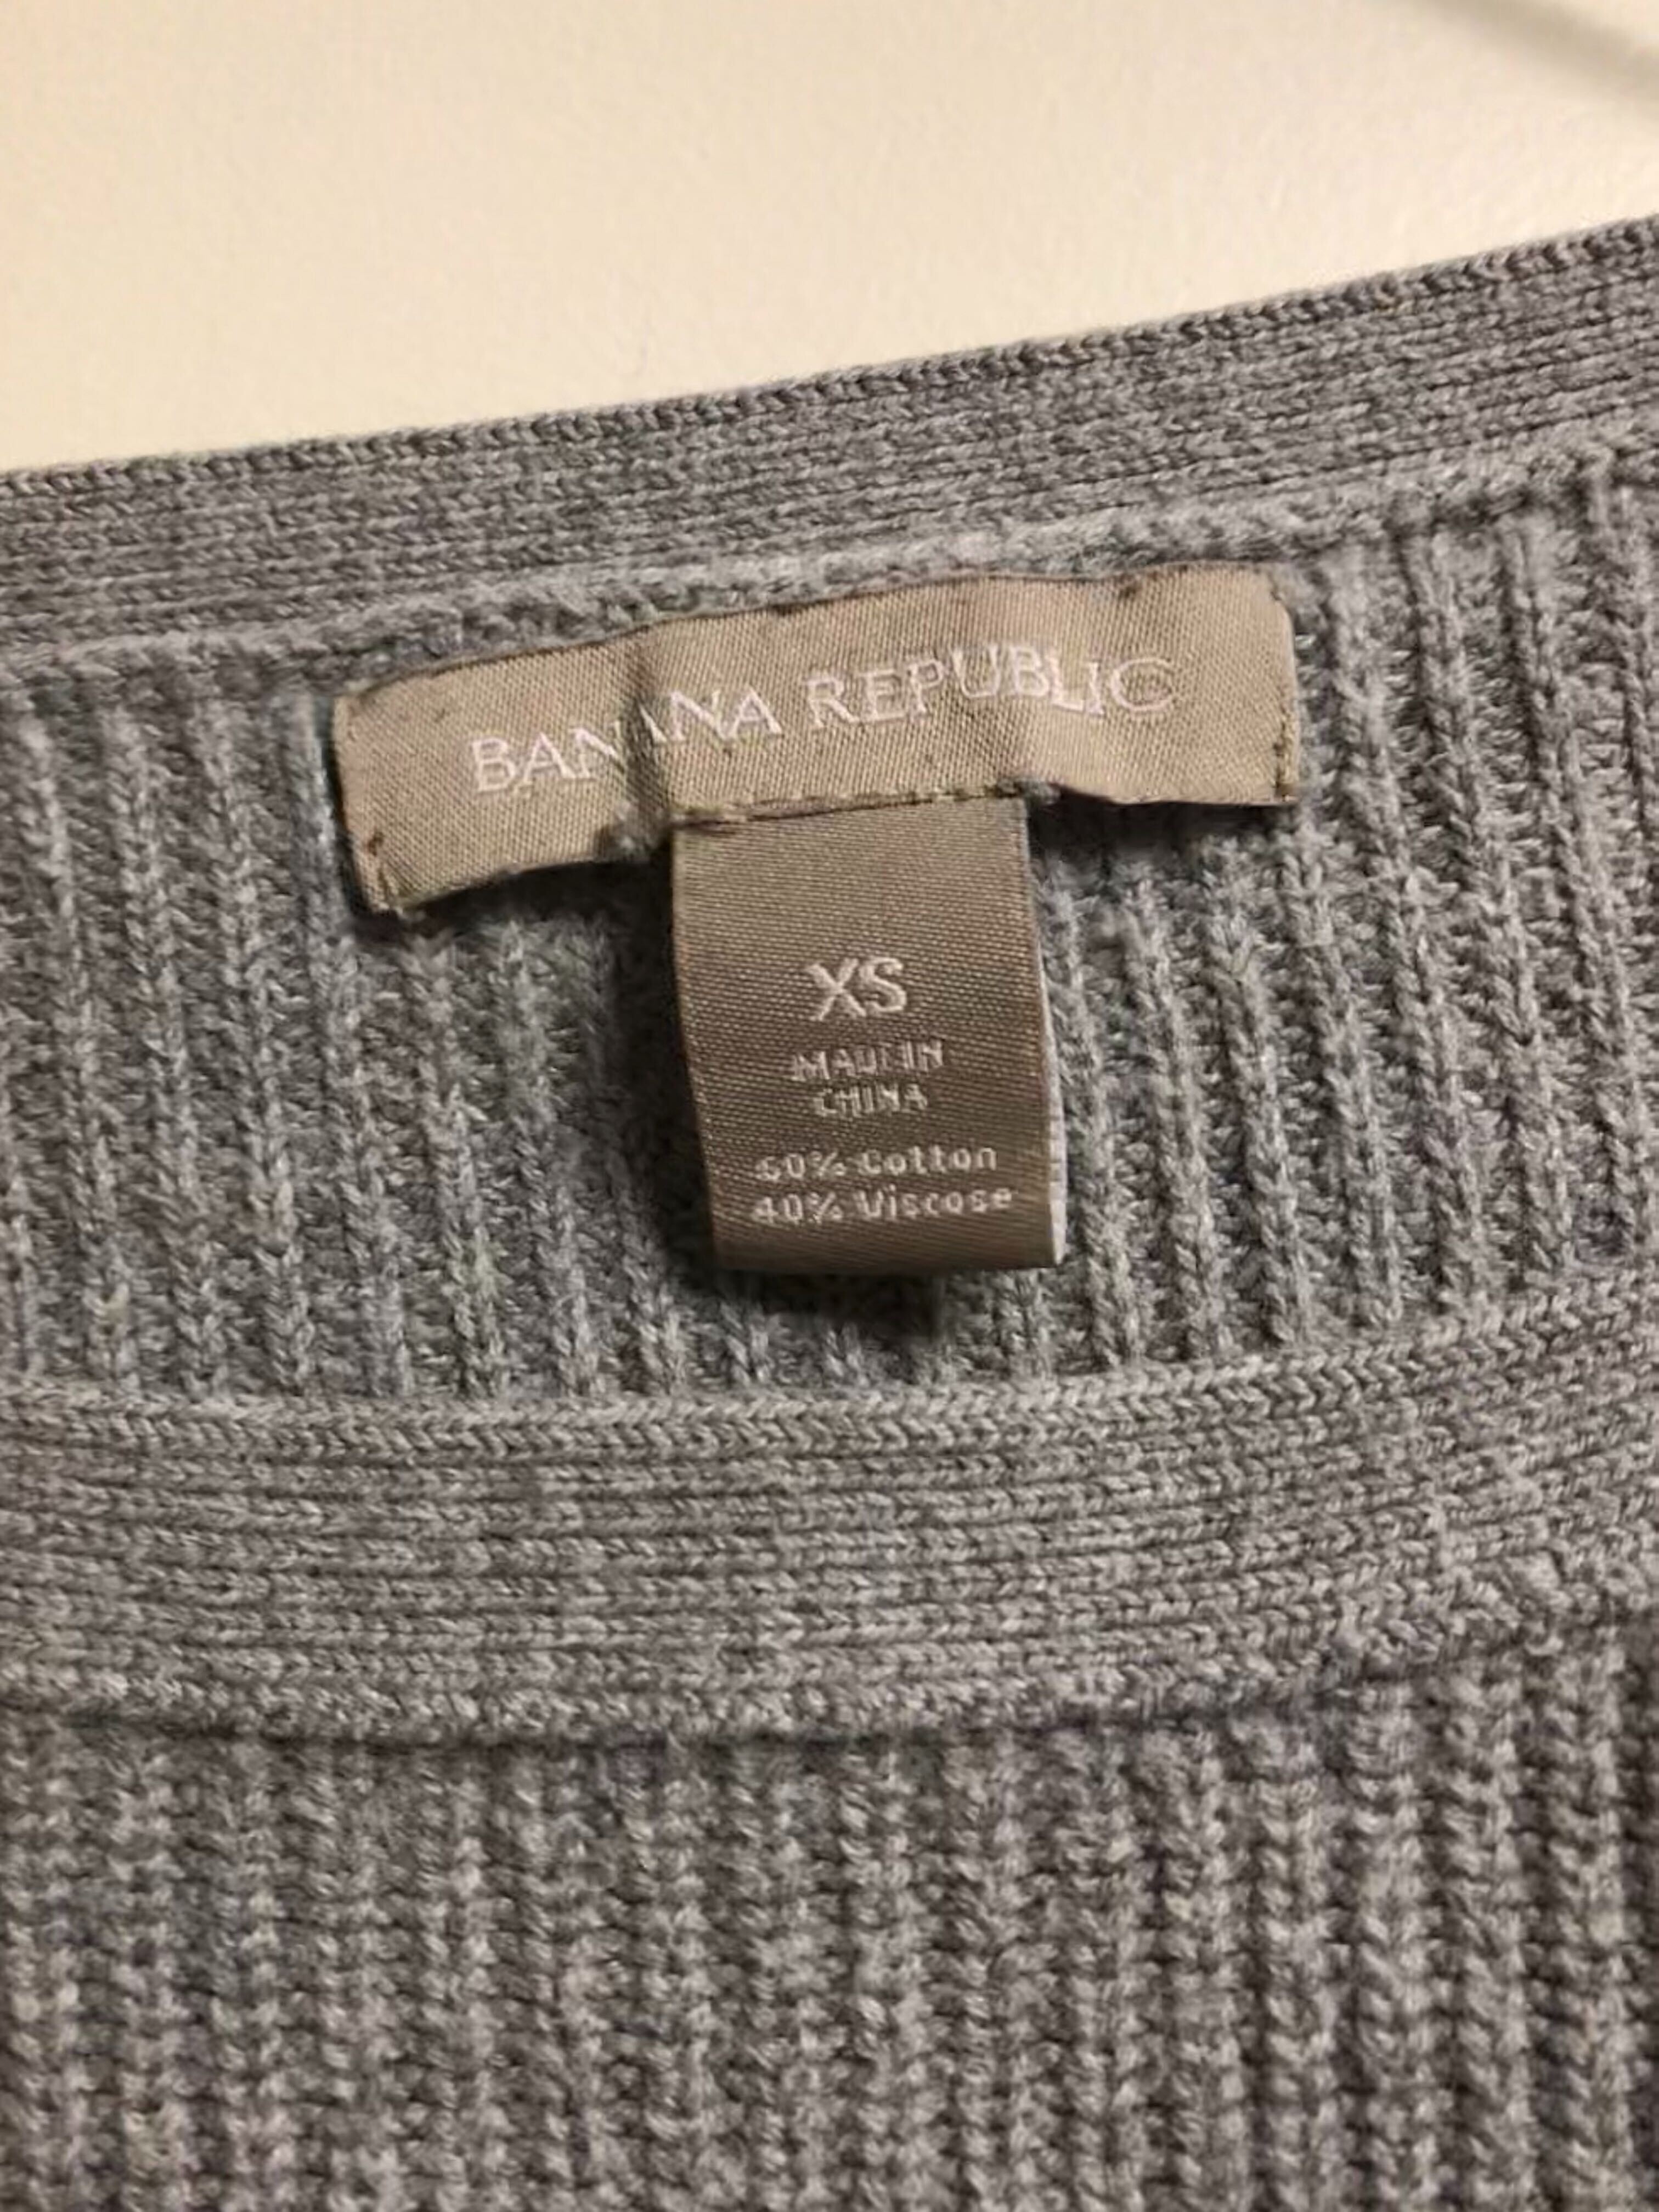 BANANA REPUBLIC
XS
MADE IN
CHINA
60% Cotton
40% Viscose